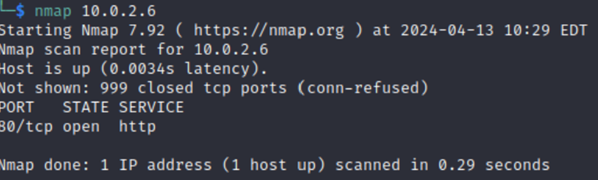 $ nmap 10.0.2.6
Starting Nmap 7.92 ( https://nmap.org ) at 2024-04-13 10:29 EDT
Nmap scan report for 10.0.2.6
Host is up (0.0034s latency).
Not shown: 999 closed tcp ports (conn-refused)
PORT   STATE SERVICE
80/tcp open  http

Nmap done: 1 IP address (1 host up) scanned in 0.29 seconds